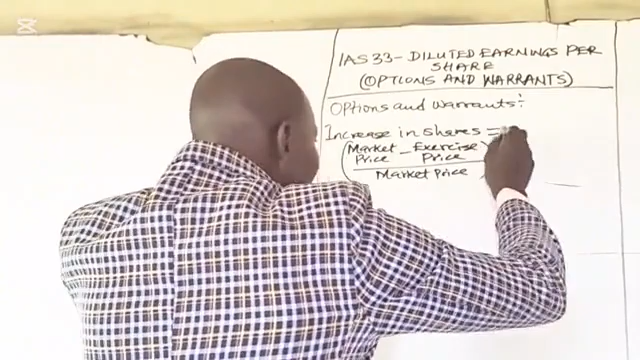 IAS 33 - DILUTED EARNINGS PER
SHARE
(OPTIONS AND WARRANTS)
Options and Warrants:
Increase in shares =
(Market Price - Exercise Price)
Market Price